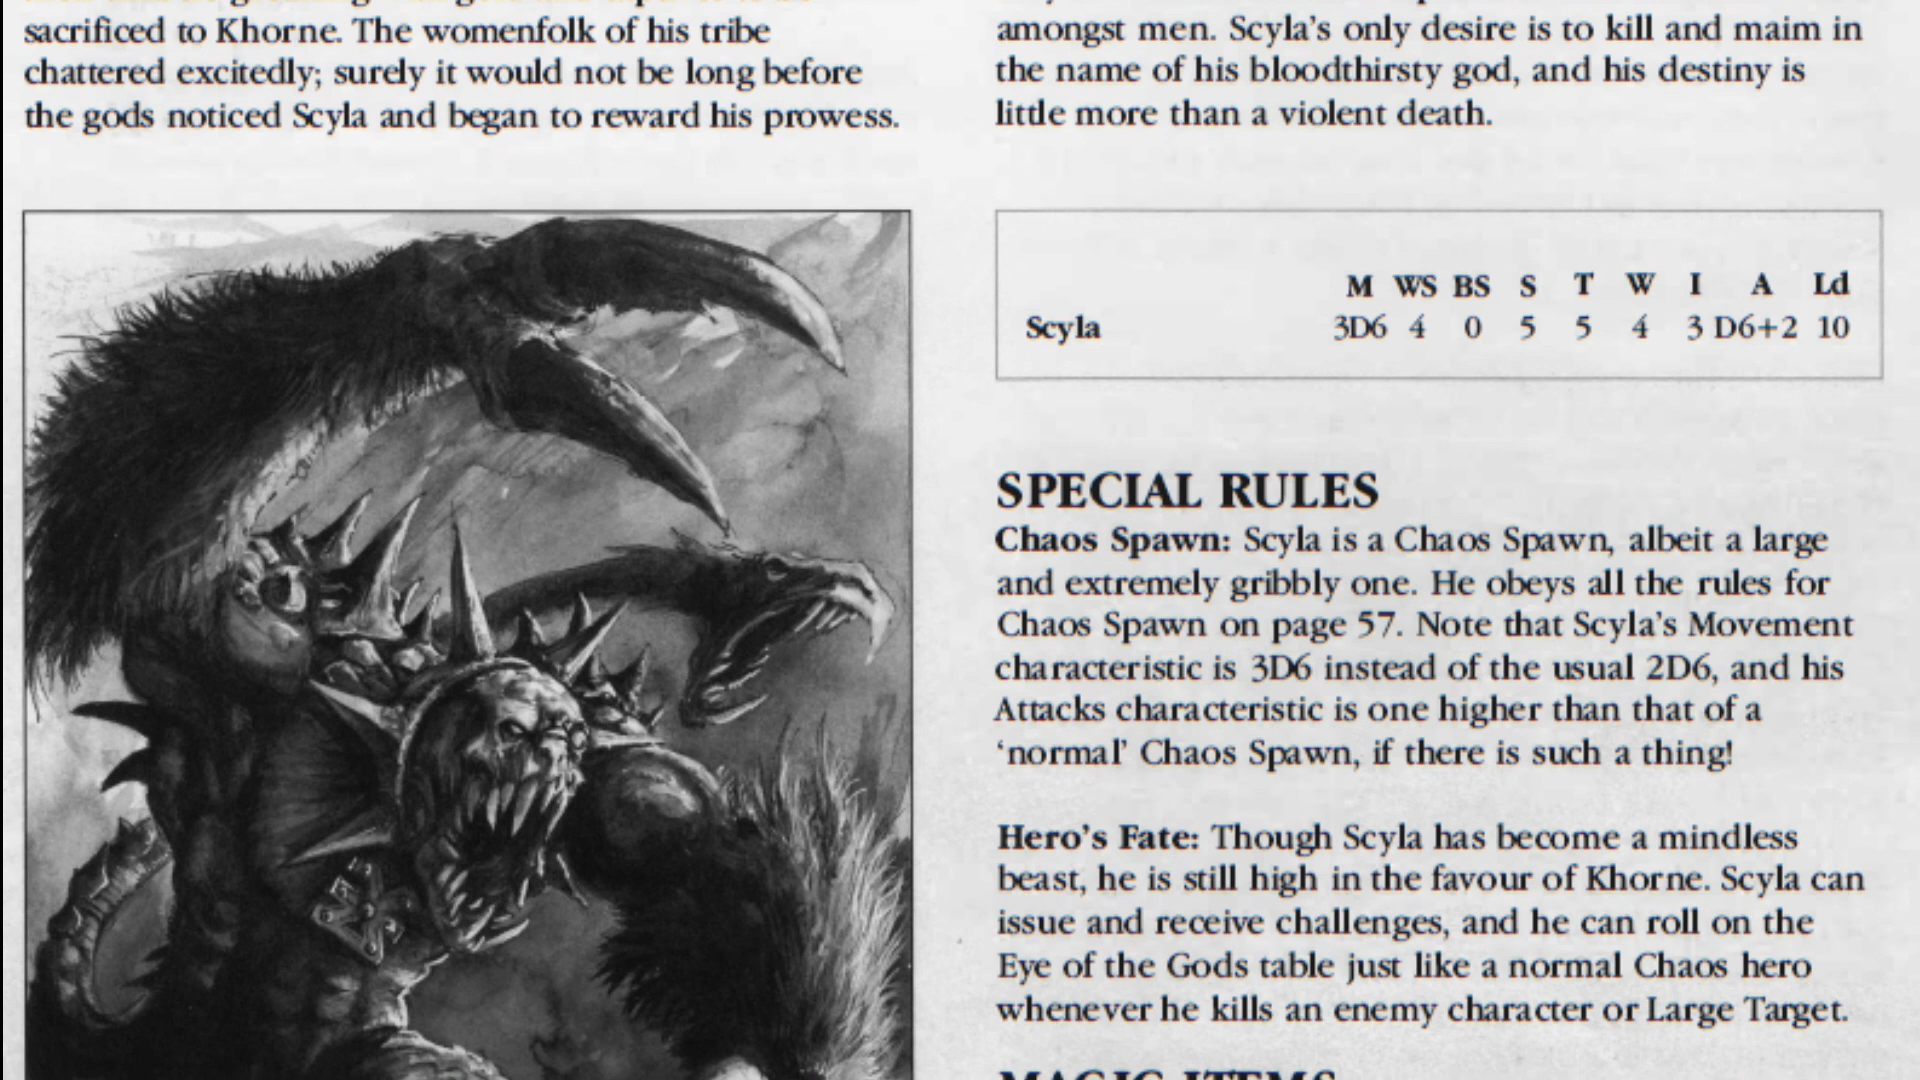 sacrificed to Khorne. The womenfolk of his tribe
chattered excitedly; surely it would not be long before
the gods noticed Scyla and began to reward his prowess.
amongst men. Scyla's only desire is to kill and maim in
the name of his bloodthirsty god, and his destiny is
little more than a violent death.
M WS BS S T W I A Ld
Scyla 3D6 4 0 5 5 4 3 D6+2 10
SPECIAL RULES
Chaos Spawn: Scyla is a Chaos Spawn, albeit a large
and extremely gribbly one. He obeys all the rules for
Chaos Spawn on page 57. Note that Scyla's Movement
characteristic is 3D6 instead of the usual 2D6, and his
Attacks characteristic is one higher than that of a
‘normal’ Chaos Spawn, if there is such a thing!
Hero's Fate: Though Scyla has become a mindless
beast, he is still high in the favour of Khorne. Scyla can
issue and receive challenges, and he can roll on the
Eye of the Gods table just like a normal Chaos hero
whenever he kills an enemy character or Large Target.
MAGIC ITEMS